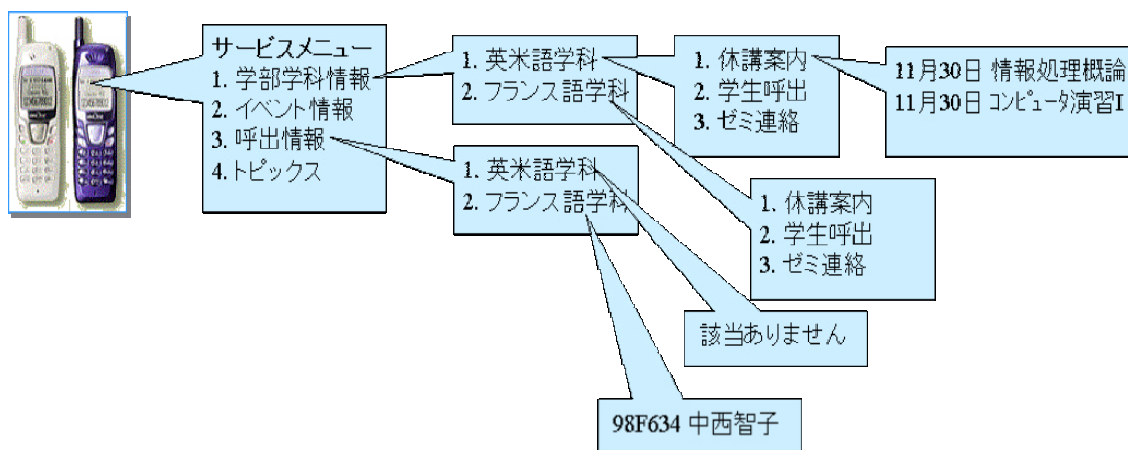 サービスメニュー
1. 学部学科情報
2. イベント情報
3. 呼出情報
4. トピックス
1. 英米語学科
2. フランス語学科
1. 休講案内
2. 学生呼出
3. ゼミ連絡
11月30日 情報処理概論
11月30日 コンピュータ演習I
1. 英米語学科
2. フランス語学科
1. 休講案内
2. 学生呼出
3. ゼミ連絡
該当ありません
98F634 中西智子